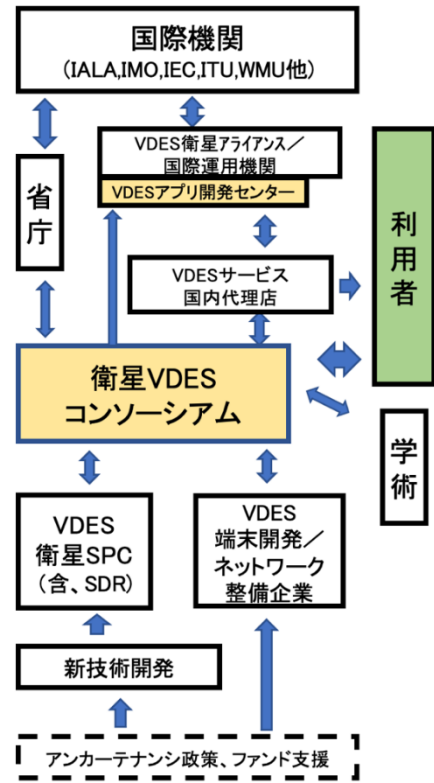 国際機関
(IALA,IMO,IEC,ITU,WMU他)
VDES衛星アライアンス／
国際運用機関
VDESアプリ開発センター
省庁
利用者
VDESサービス
国内代理店
衛星VDES
コンソーシアム
学術
VDES
衛星SPC
(含、SDR)
VDES
端末開発／
ネットワーク
整備企業
新技術開発
アンカーテナンシ政策、ファンド支援